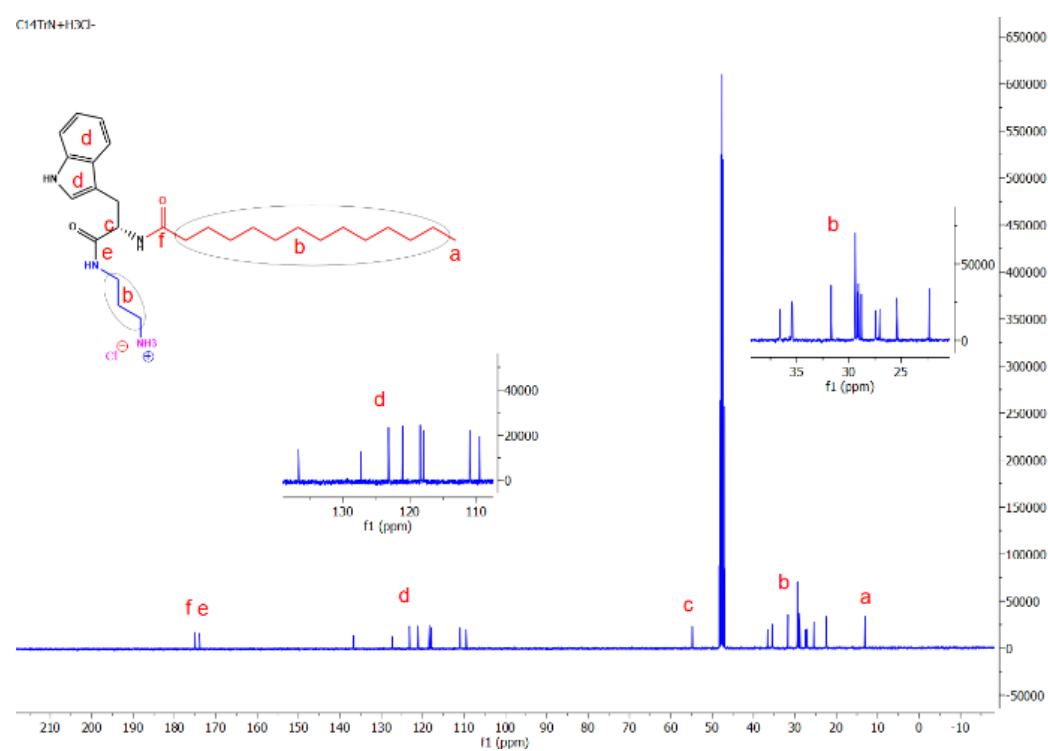 C14TrN+H3Cl-
d
HN
d
O
O
c
N
H
f
b
a
e
HN
b
NH3
Cl
⊖
⊕
b
50000
0
35 30 25
f1 (ppm)
d
40000
20000
0
130 120 110
f1 (ppm)
650000
600000
550000
500000
450000
400000
350000
300000
250000
200000
150000
100000
50000
0
-50000
f e
d
c
b
a
210 200 190 180 170 160 150 140 130 120 110 100 90 80 70 60 50 40 30 20 10 0 -10
f1 (ppm)